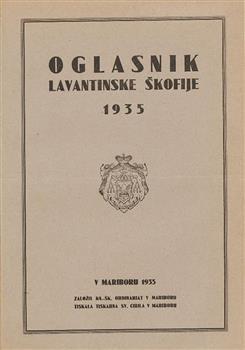 OGLASNIK
LAVANTINSKE ŠKOFIJE
1935
V MARIBORU 1935
ZALOŽIL KN.-ŠK. ORDINARIAT V MARIBORU
TISKALA TISKARNA SV. CIRILA V MARIBORU